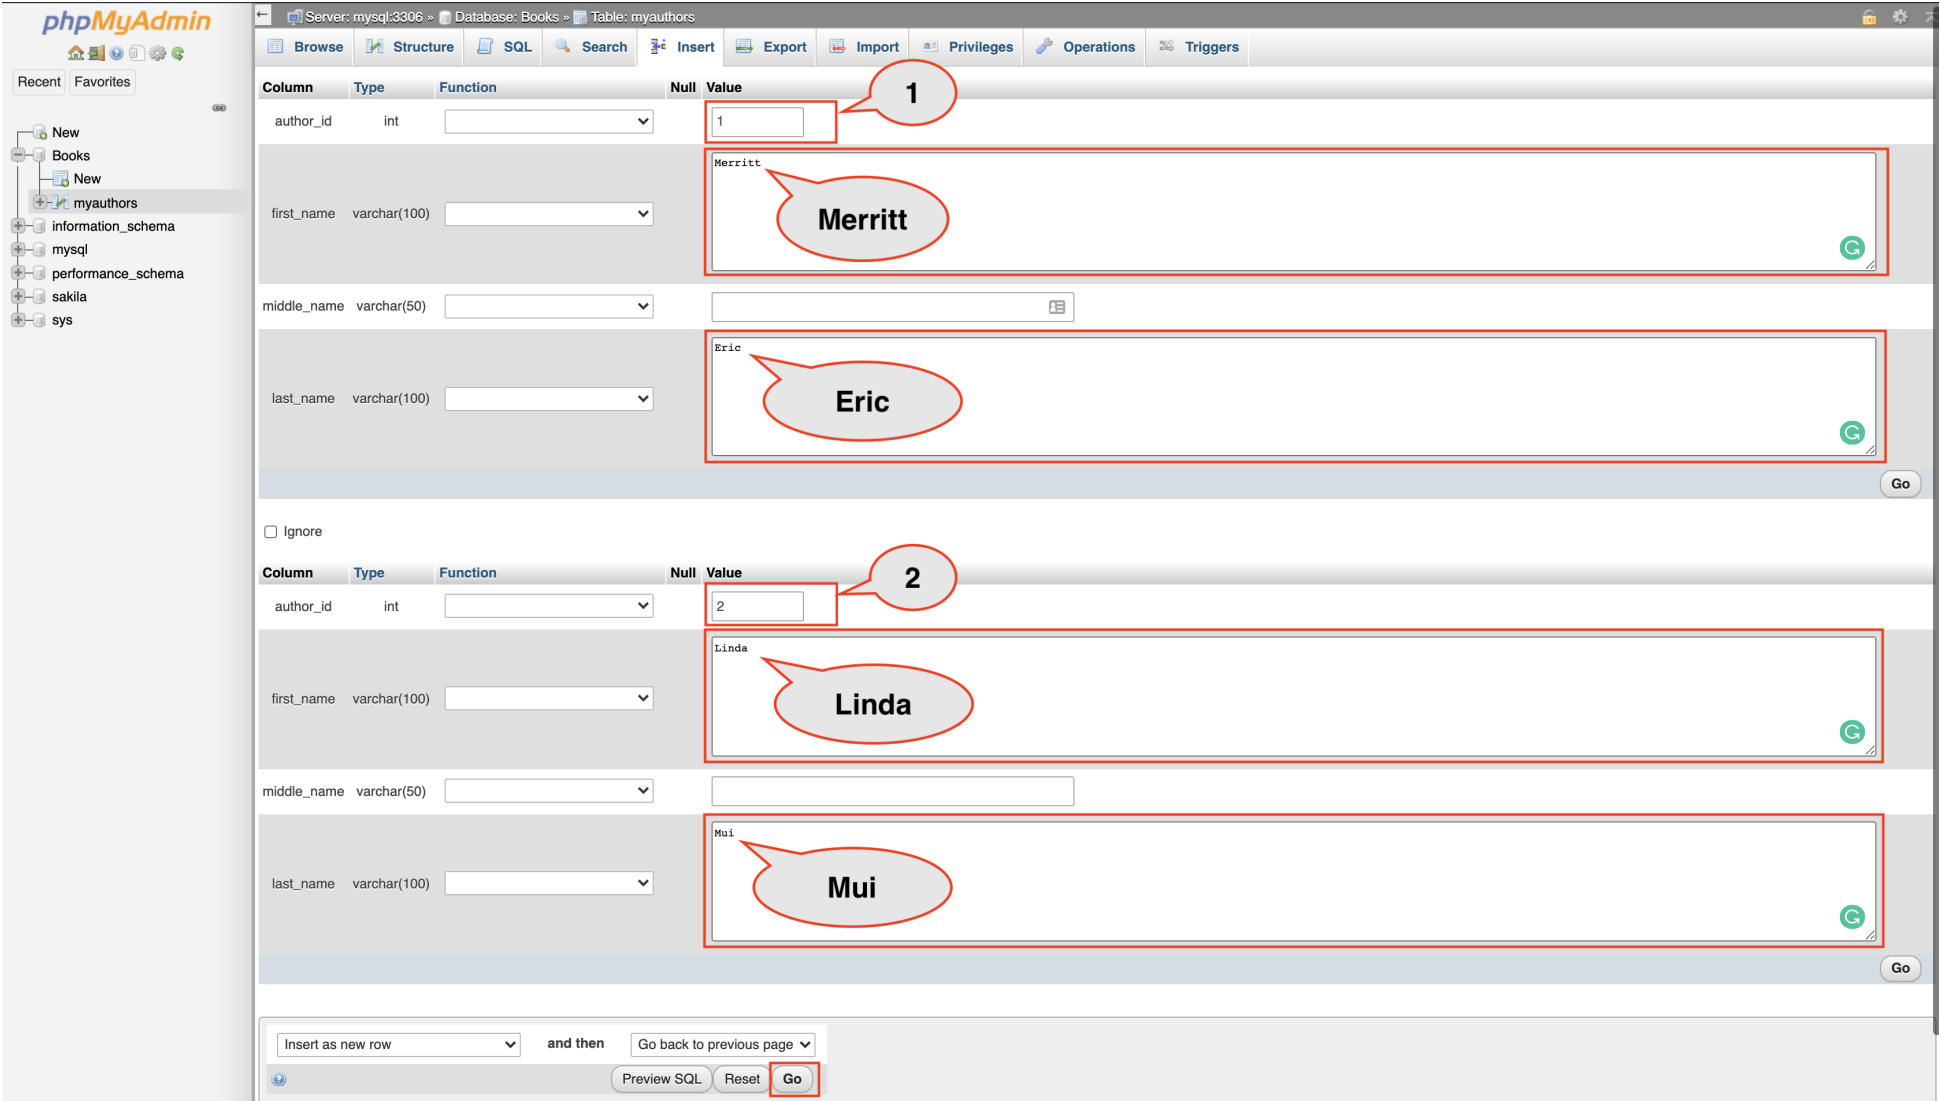 phpMyAdmin
Recent Favorites
New
Books
New
myauthors
information_schema
mysql
performance_schema
sakila
sys
Server: mysql:3306 » Database: Books » Table: myauthors
Browse Structure SQL Search Insert Export Import Privileges Operations Triggers
Column Type Function Null Value
1
author_id int 1
Merritt
first_name varchar(100) Merritt
middle_name varchar(50)
Eric
last_name varchar(100) Eric
Go
Ignore
Column Type Function Null Value
2
author_id int 2
Linda
first_name varchar(100) Linda
middle_name varchar(50)
Mui
last_name varchar(100) Mui
Go
Insert as new row and then Go back to previous page
Preview SQL Reset Go